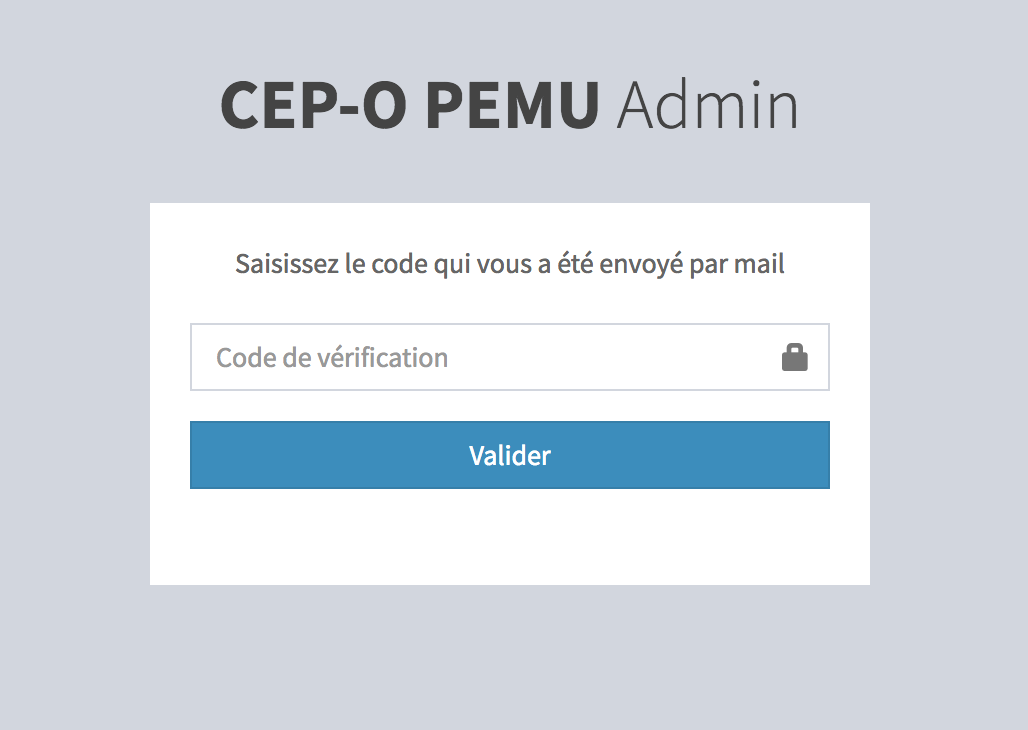 CEP-O PEMU Admin
Saisissez le code qui vous a été envoyé par mail
Code de vérification
Valider